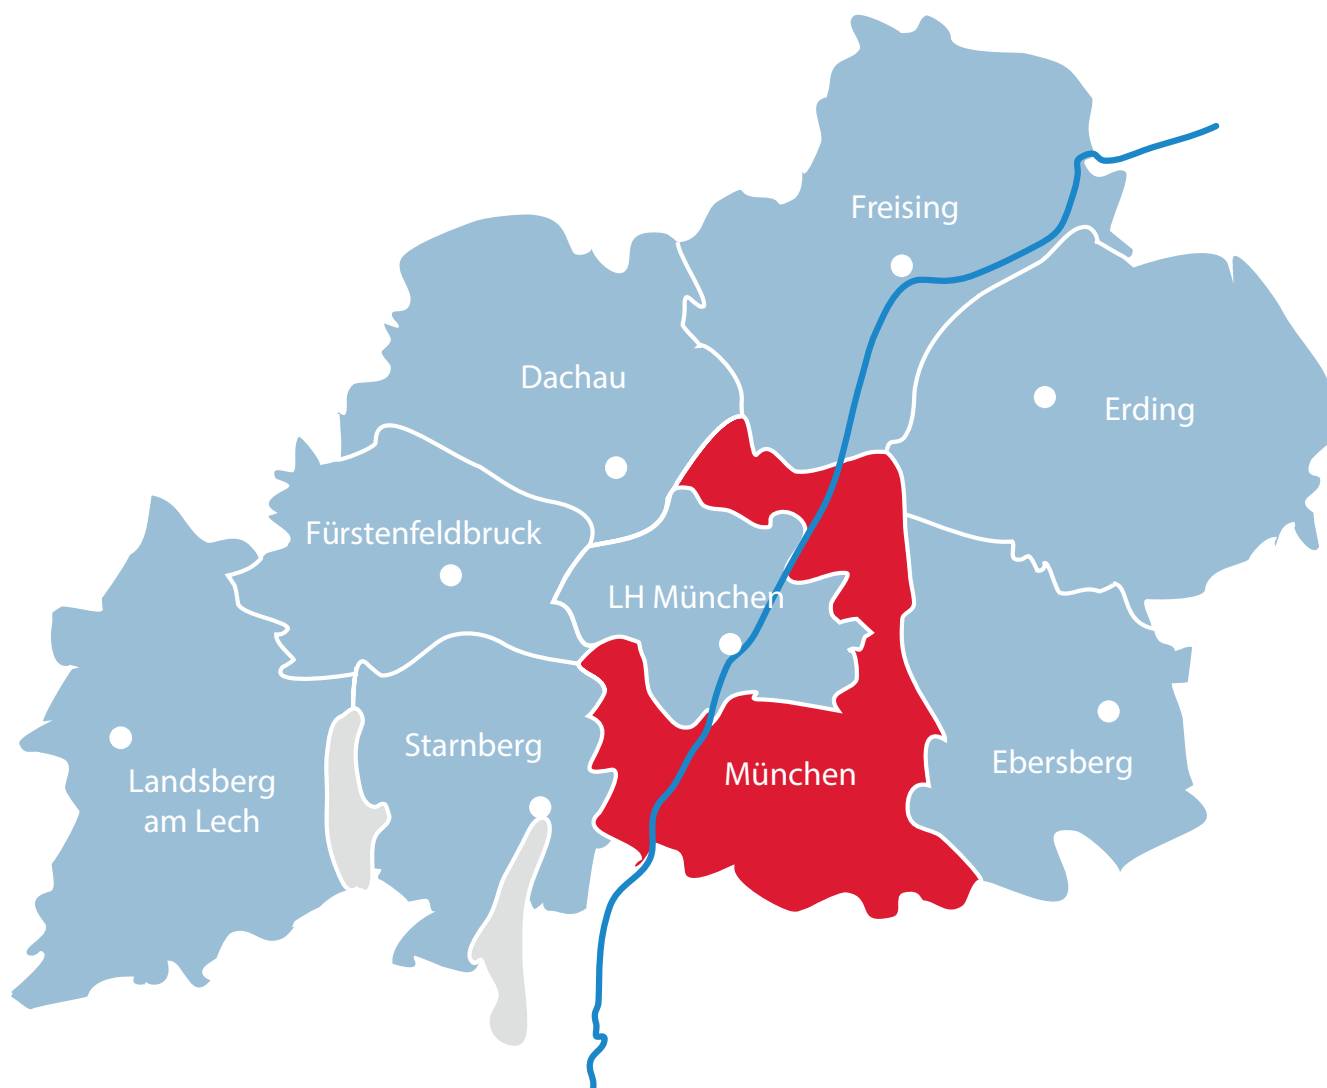 Freising
Dachau
Erding
Fürstenfeldbruck
LH München
Starnberg
Ebersberg
München
Landsberg
am Lech